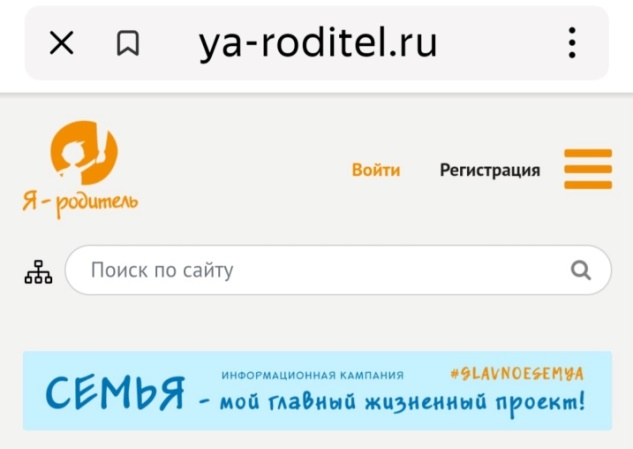 ya-roditel.ru
Я - родитель
Войти
Регистрация
Поиск по сайту
СЕМЬЯ
ИНФОРМАЦИОННАЯ КАМПАНИЯ
#SLAVNOESEMYA
- мой главный жизненный проект!